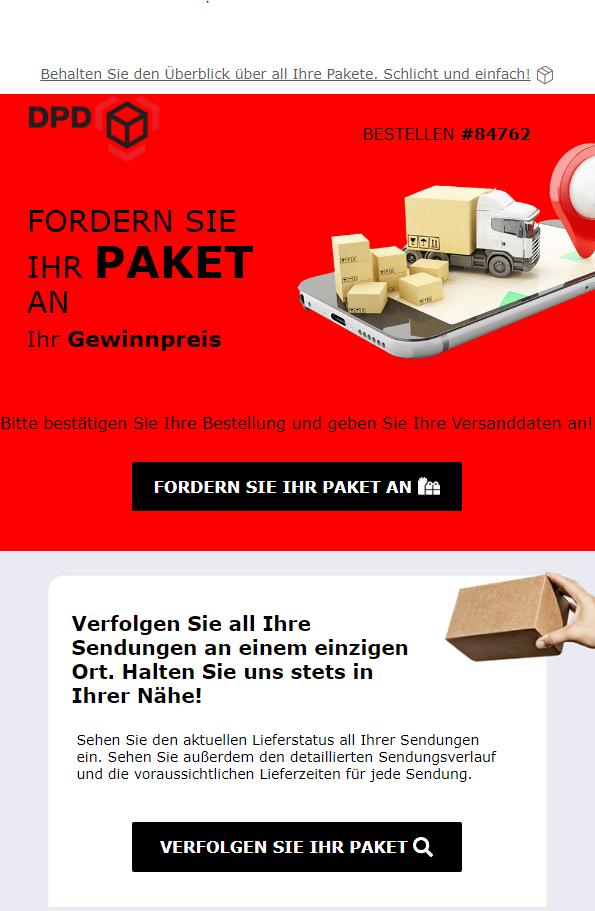 Behalten Sie den Überblick über all Ihre Pakete. Schlicht und einfach!
DPD
BESTELLEN #84762
FORDERN SIE
IHR PAKET
AN
Ihr Gewinnpreis
Bitte bestätigen Sie Ihre Bestellung und geben Sie Ihre Versanddaten an!
FORDERN SIE IHR PAKET AN
Verfolgen Sie all Ihre
Sendungen an einem einzigen
Ort. Halten Sie uns stets in
Ihrer Nähe!
Sehen Sie den aktuellen Lieferstatus all Ihrer Sendungen
ein. Sehen Sie außerdem den detaillierten Sendungsverlauf
und die voraussichtlichen Lieferzeiten für jede Sendung.
VERFOLGEN SIE IHR PAKET